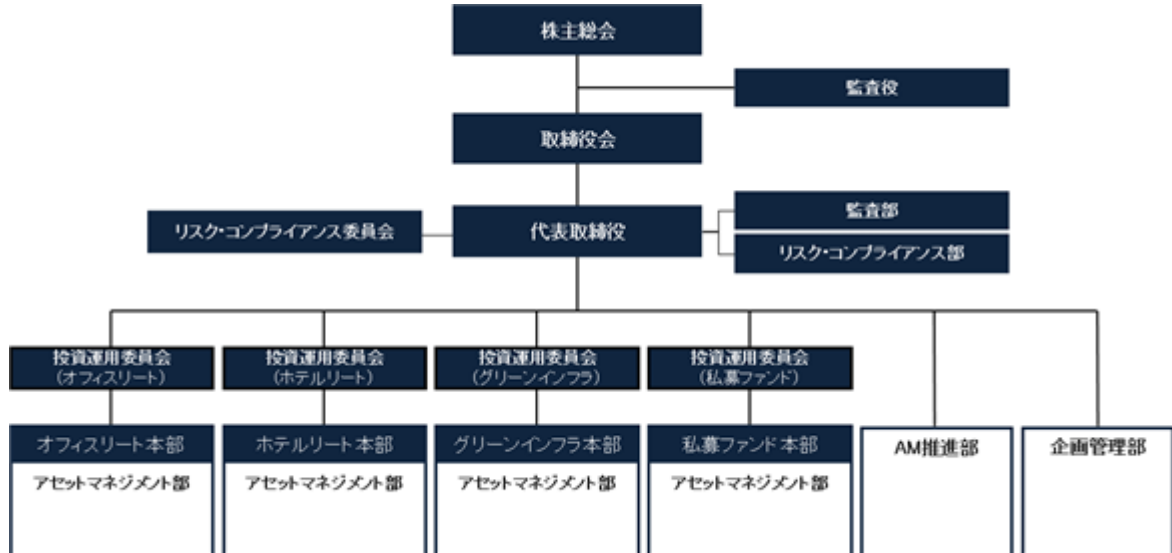 株主総会
監査役
取締役会
リスク・コンプライアンス委員会
代表取締役
監査部
リスク・コンプライアンス部
投資運用委員会
(オフィスリート)
投資運用委員会
(ホテルリート)
投資運用委員会
(グリーンインフラ)
投資運用委員会
(私募ファンド)
オフィスリート本部
アセットマネジメント部
ホテルリート本部
アセットマネジメント部
グリーンインフラ本部
アセットマネジメント部
私募ファンド本部
アセットマネジメント部
AM推進部
企画管理部